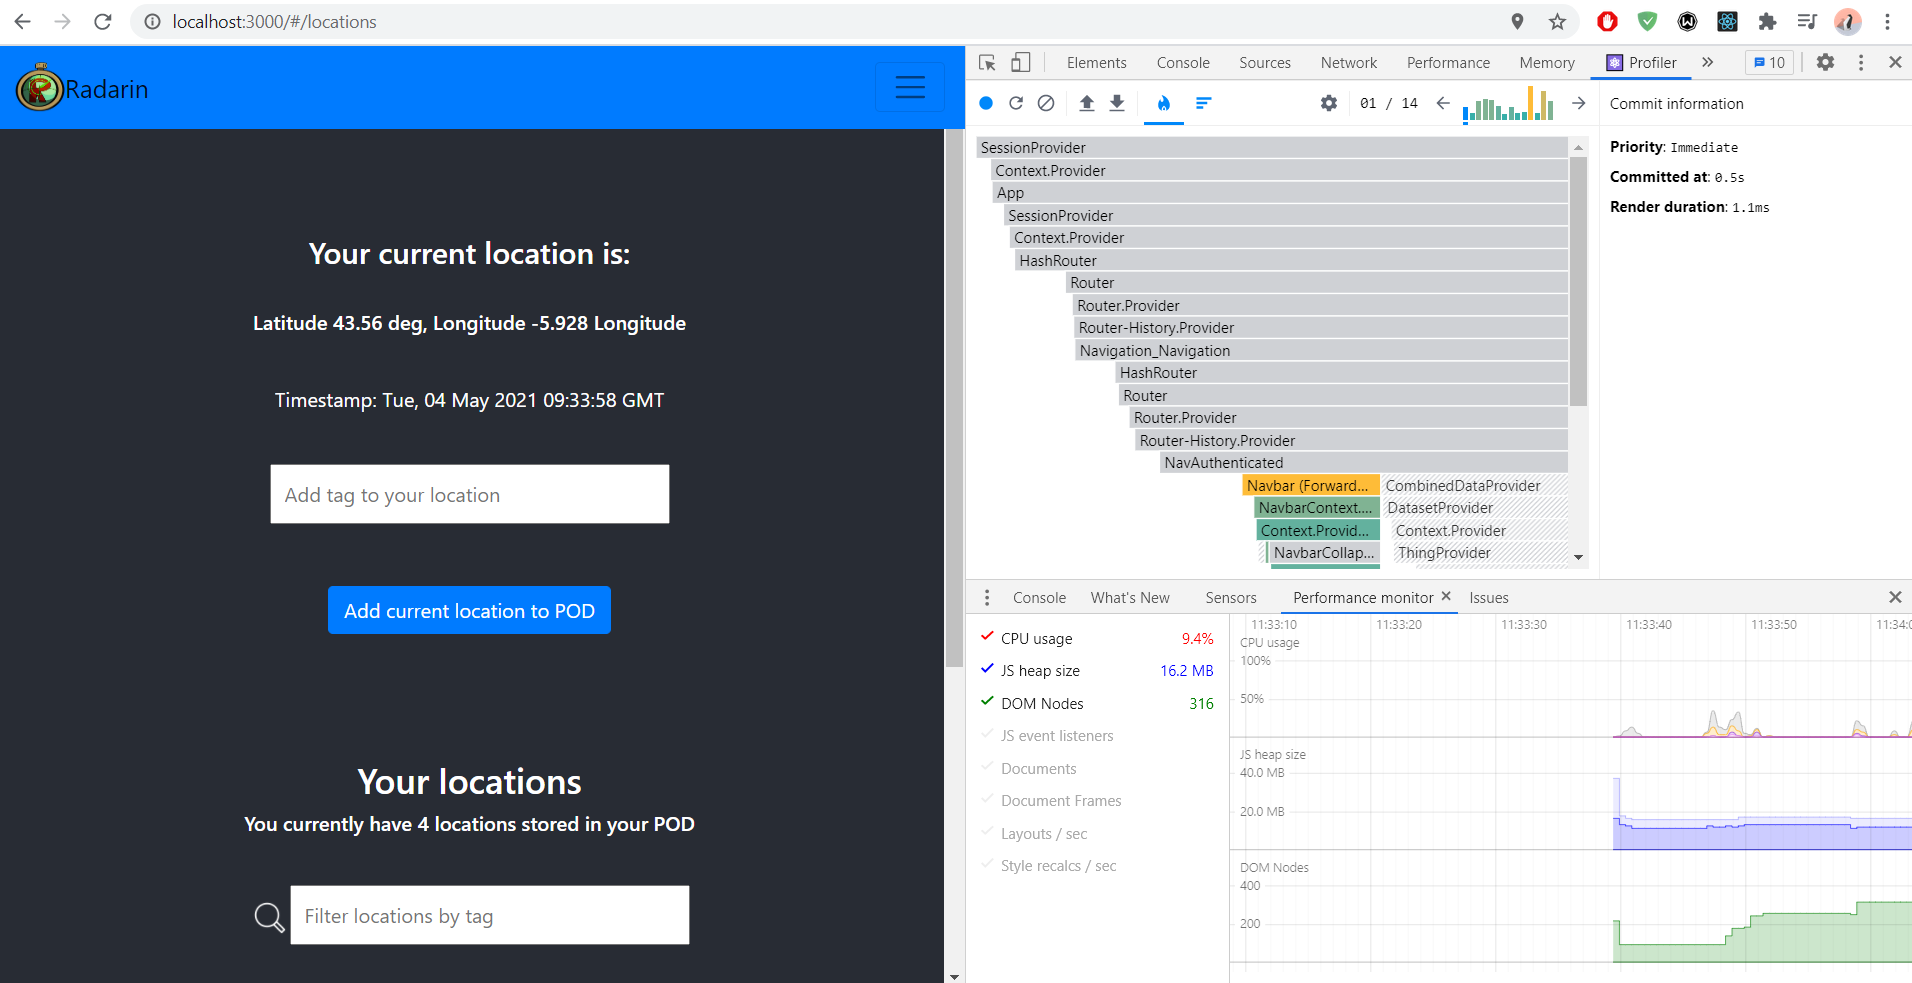 localhost:3000/#/locations
Radarin
Your current location is:
Latitude 43.56 deg, Longitude -5.928 Longitude
Timestamp: Tue, 04 May 2021 09:33:58 GMT
Add tag to your location
Add current location to POD
Your locations
You currently have 4 locations stored in your POD
Filter locations by tag
Elements Console Sources Network Performance Memory Profiler 10
01 / 14
SessionProvider
Context.Provider
App
SessionProvider
Context.Provider
HashRouter
Router
Router.Provider
Router-History.Provider
Navigation_Navigation
HashRouter
Router
Router.Provider
Router-History.Provider
NavAuthenticated
Navbar (Forward... CombinedDataProvider
NavbarContext.... DatasetProvider
Context.Provid... Context.Provider
NavbarCollap... ThingProvider
Commit information
Priority: Immediate
Committed at: 0.5s
Render duration: 1.1ms
Console What's New Sensors Performance monitor Issues
CPU usage 9.4%
JS heap size 16.2 MB
DOM Nodes 316
JS event listeners
Documents
Document Frames
Layouts / sec
Style recalcs / sec
11:33:10 11:33:20 11:33:30 11:33:40 11:33:50 11:34:0
CPU usage
100%
50%
JS heap size
40.0 MB
20.0 MB
DOM Nodes
400
200